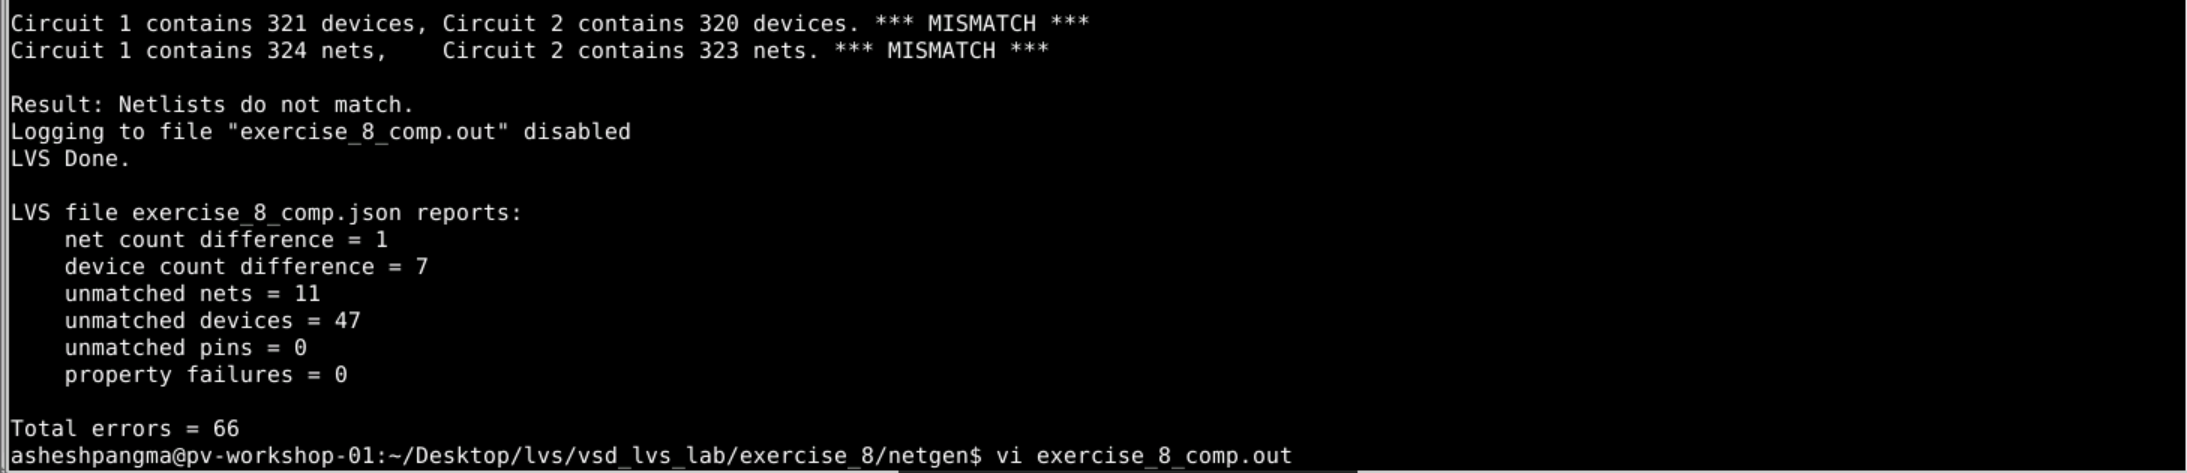 Circuit 1 contains 321 devices, Circuit 2 contains 320 devices. *** MISMATCH ***
Circuit 1 contains 324 nets,    Circuit 2 contains 323 nets. *** MISMATCH ***
Result: Netlists do not match.
Logging to file "exercise_8_comp.out" disabled
LVS Done.
LVS file exercise_8_comp.json reports:
    net count difference = 1
    device count difference = 7
    unmatched nets = 11
    unmatched devices = 47
    unmatched pins = 0
    property failures = 0
Total errors = 66
asheshpangma@pv-workshop-01:~/Desktop/lvs/vsd_lvs_lab/exercise_8/netgen$ vi exercise_8_comp.out